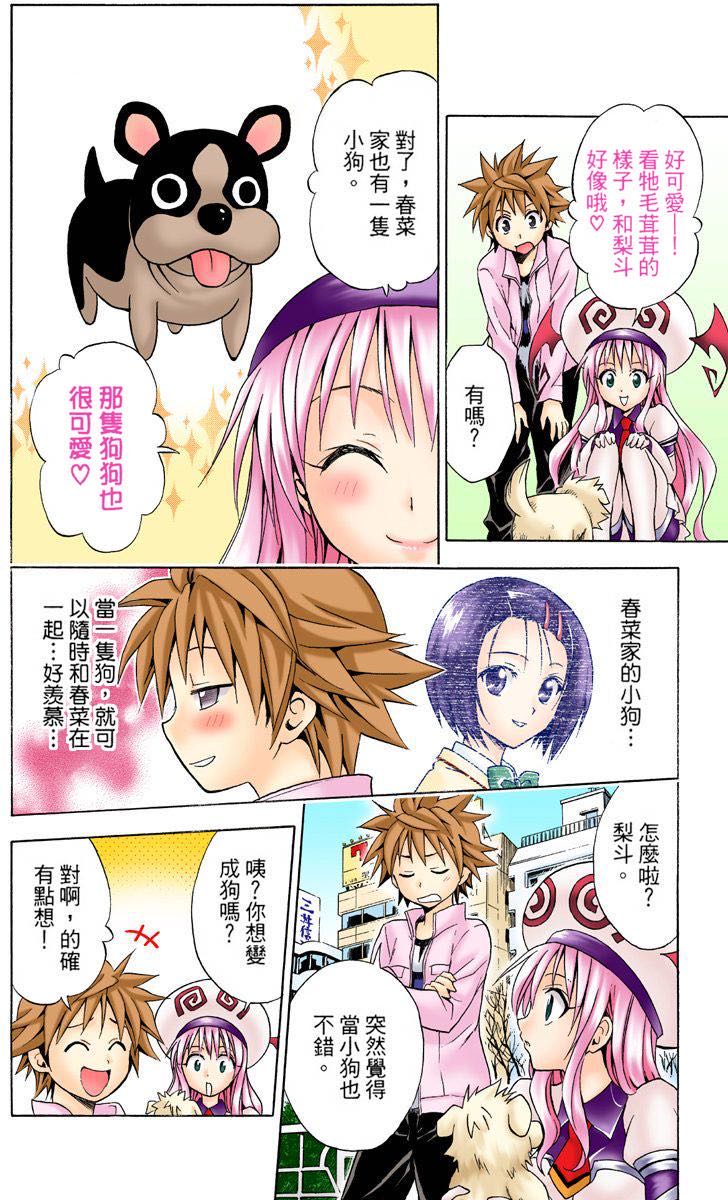 好可愛—!
看牠毛茸茸的
樣子，和梨斗
好像哦♡
有嗎？
對了，春菜
家也有一隻
小狗。
那隻狗狗也
很可愛♡
春菜家的小狗…
當一隻狗，就可
以隨時和春菜在
一起…好羨慕…
怎麼啦？
梨斗。
突然覺得
當小狗也
不錯。
咦？你想變
成狗嗎？
對啊，的確
有點想！